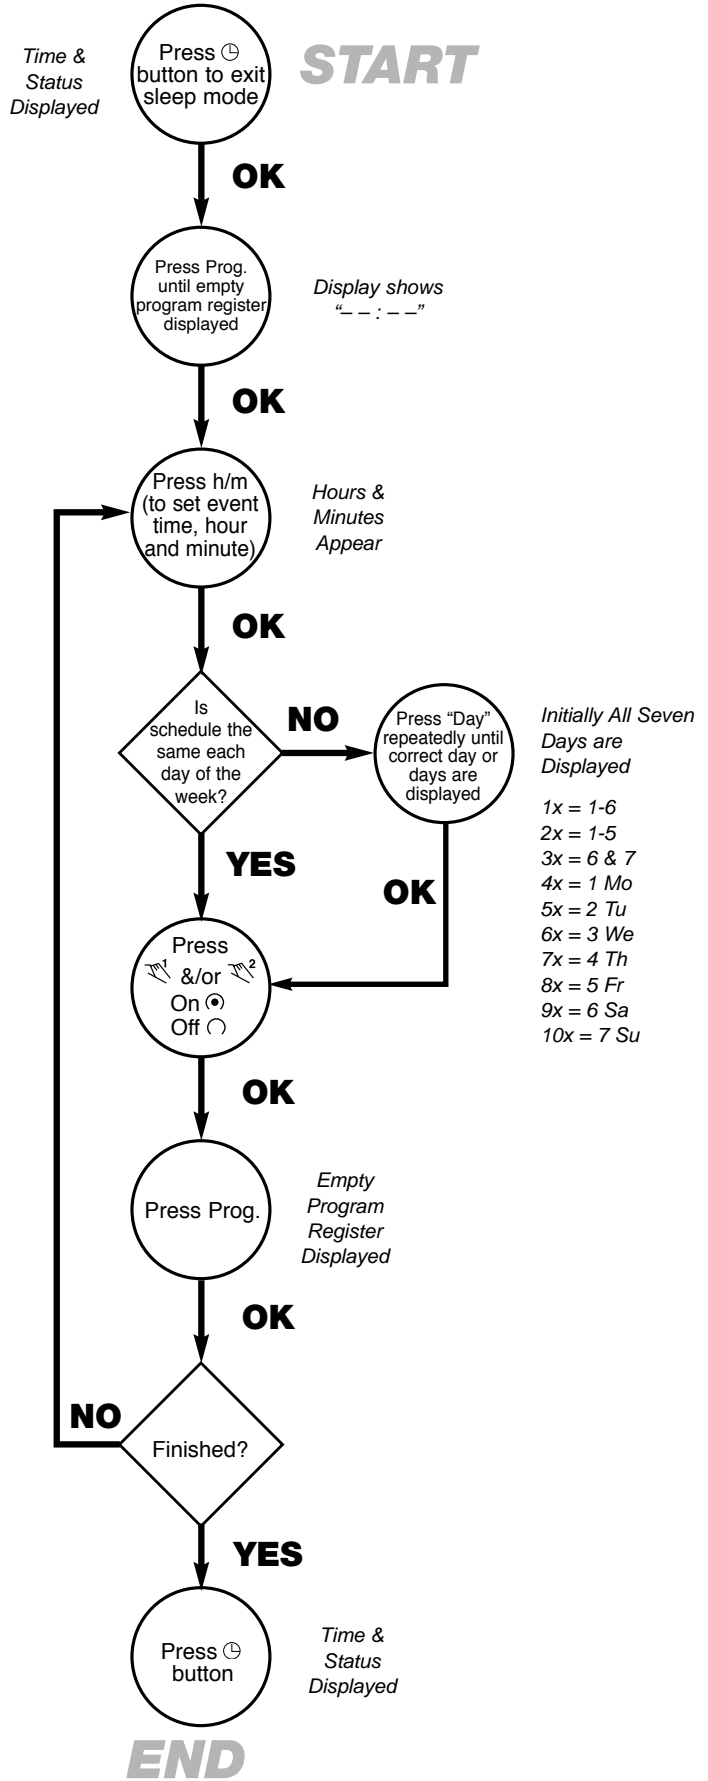 START
Time &
Status
Displayed
Press
button to exit
sleep mode
OK
Press Prog.
until empty
program register
displayed
Display shows
“– – : – –”
OK
Press h/m
(to set event
time, hour
and minute)
Hours &
Minutes
Appear
OK
Is
schedule the
same each
day of the
week?
NO
Press “Day”
repeatedly until
correct day or
days are
displayed
Initially All Seven
Days are
Displayed
1x = 1-6
2x = 1-5
3x = 6 & 7
4x = 1 Mo
5x = 2 Tu
6x = 3 We
7x = 4 Th
8x = 5 Fr
9x = 6 Sa
10x = 7 Su
YES
OK
Press
1 &/or 2
On
Off
OK
Press Prog.
Empty
Program
Register
Displayed
OK
NO
Finished?
YES
Press
button
Time &
Status
Displayed
END